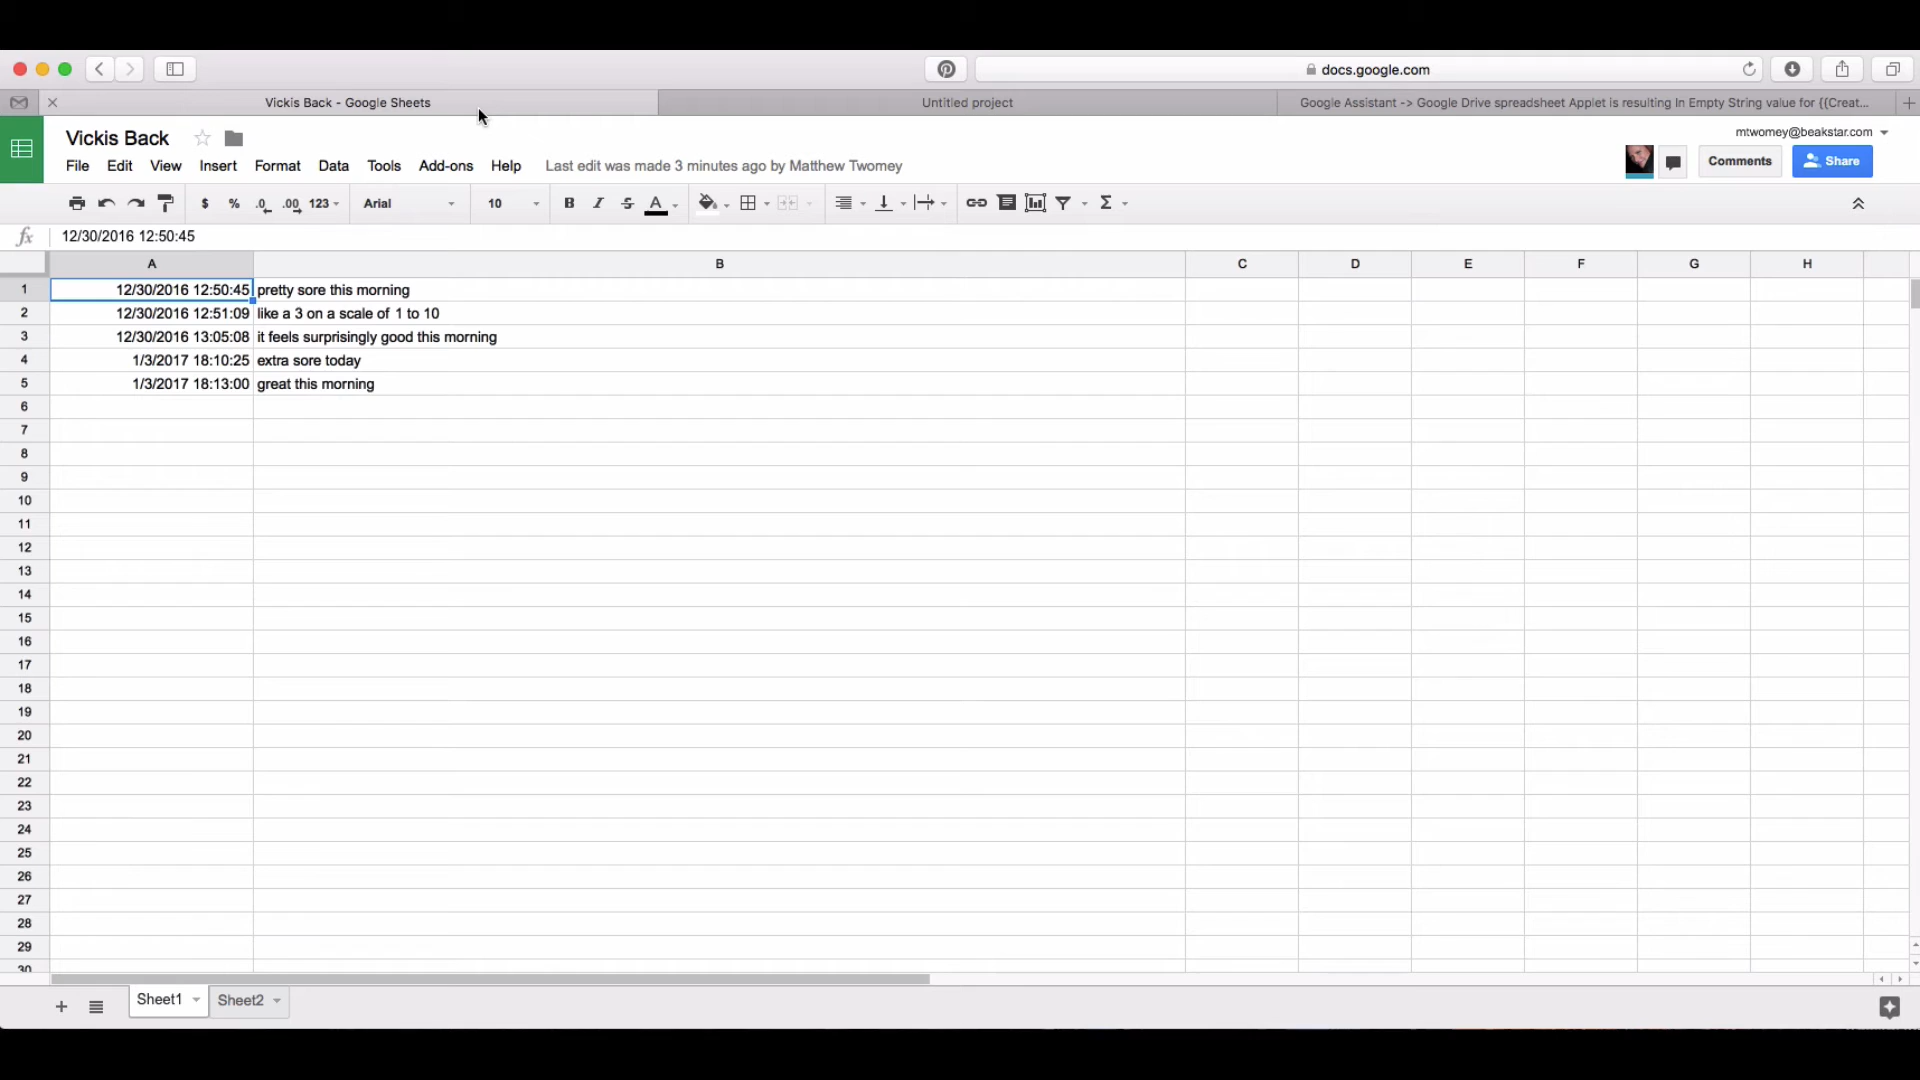 docs.google.com
Vickis Back - Google Sheets
Untitled project
Google Assistant -> Google Drive spreadsheet Applet is resulting In Empty String value for {{Creat...
Vickis Back
mtwomey@beakstar.com
File Edit View Insert Format Data Tools Add-ons Help Last edit was made 3 minutes ago by Matthew Twomey
Comments
Share
$ % .0 .00 123 Arial 10 B I S A Σ
fx 12/30/2016 12:50:45
A B C D E F G H
1 12/30/2016 12:50:45 pretty sore this morning
2 12/30/2016 12:51:09 like a 3 on a scale of 1 to 10
3 12/30/2016 13:05:08 it feels surprisingly good this morning
4 1/3/2017 18:10:25 extra sore today
5 1/3/2017 18:13:00 great this morning
6
7
8
9
10
11
12
13
14
15
16
17
18
19
20
21
22
23
24
25
26
27
28
29
30
Sheet1 Sheet2